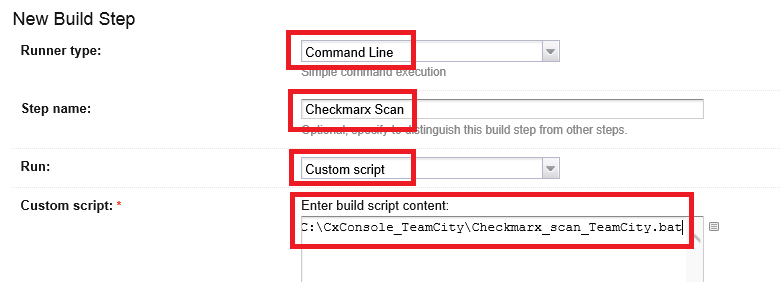 New Build Step
Runner type:
Command Line
Simple command execution
Step name:
Checkmarx Scan
Optional, specify to distinguish this build step from other steps.
Run:
Custom script
Custom script: *
Enter build script content:
C:\CxConsole_TeamCity\Checkmarx_scan_TeamCity.bat